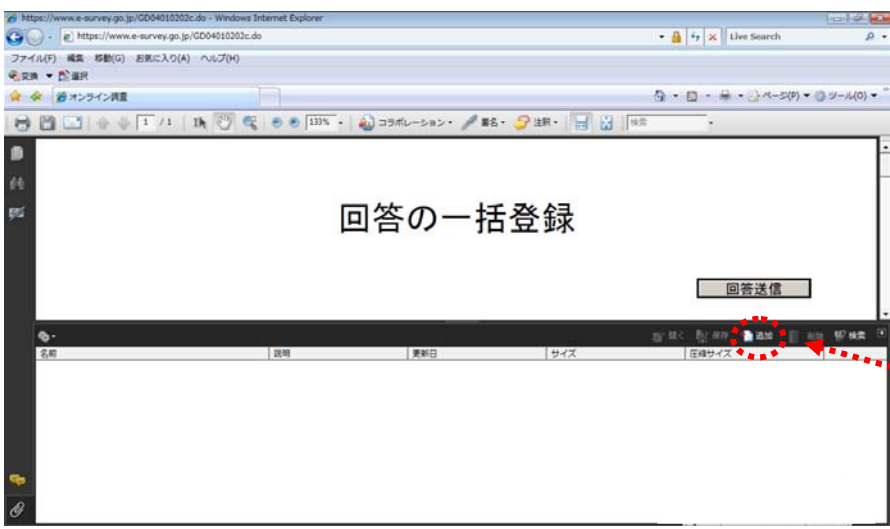 https://www.e-survey.go.jp/GD04010202c.do - Windows Internet Explorer
https://www.e-survey.go.jp/GD04010202c.do
Live Search
ファイル(F) 編集 移動(G) お気に入り(A) ヘルプ(H)
変換 選択
オンライン調査
ページ(P) ツール(O)
1 / 1 133% コラボレーション 署名 注釈 検索
回答の一括登録
回答送信
開く 保存 追加 削除 検索
名前 説明 更新日 サイズ 圧縮サイズ